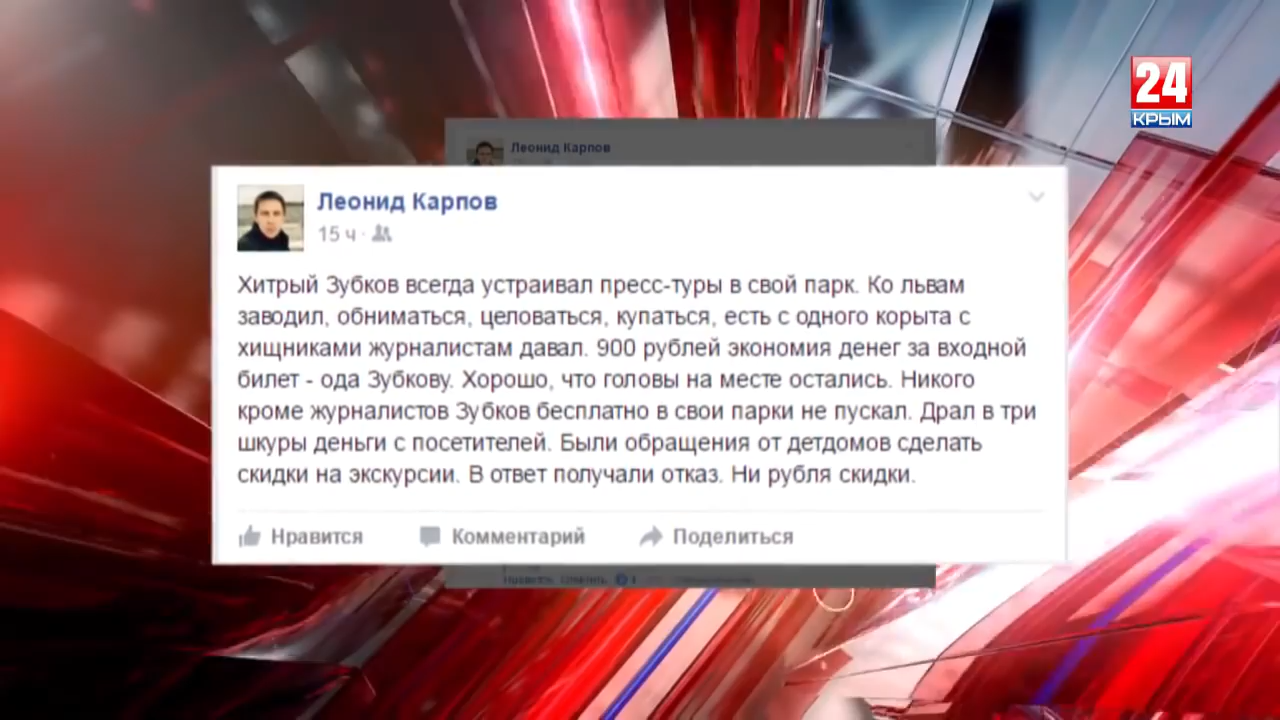 24
КРЫМ
Леонид Карпов
Леонид Карпов
15 ч
Хитрый Зубков всегда устраивал пресс-туры в свой парк. Ко львам
заводил, обниматься, целоваться, купаться, есть с одного корыта с
хищниками журналистам давал. 900 рублей экономия денег за входной
билет - ода Зубкову. Хорошо, что головы на месте остались. Никого
кроме журналистов Зубков бесплатно в свои парки не пускал. Драл в три
шкуры деньги с посетителей. Были обращения от детдомов сделать
скидки на экскурсии. В ответ получали отказ. Ни рубля скидки.
Нравится Комментарий Поделиться